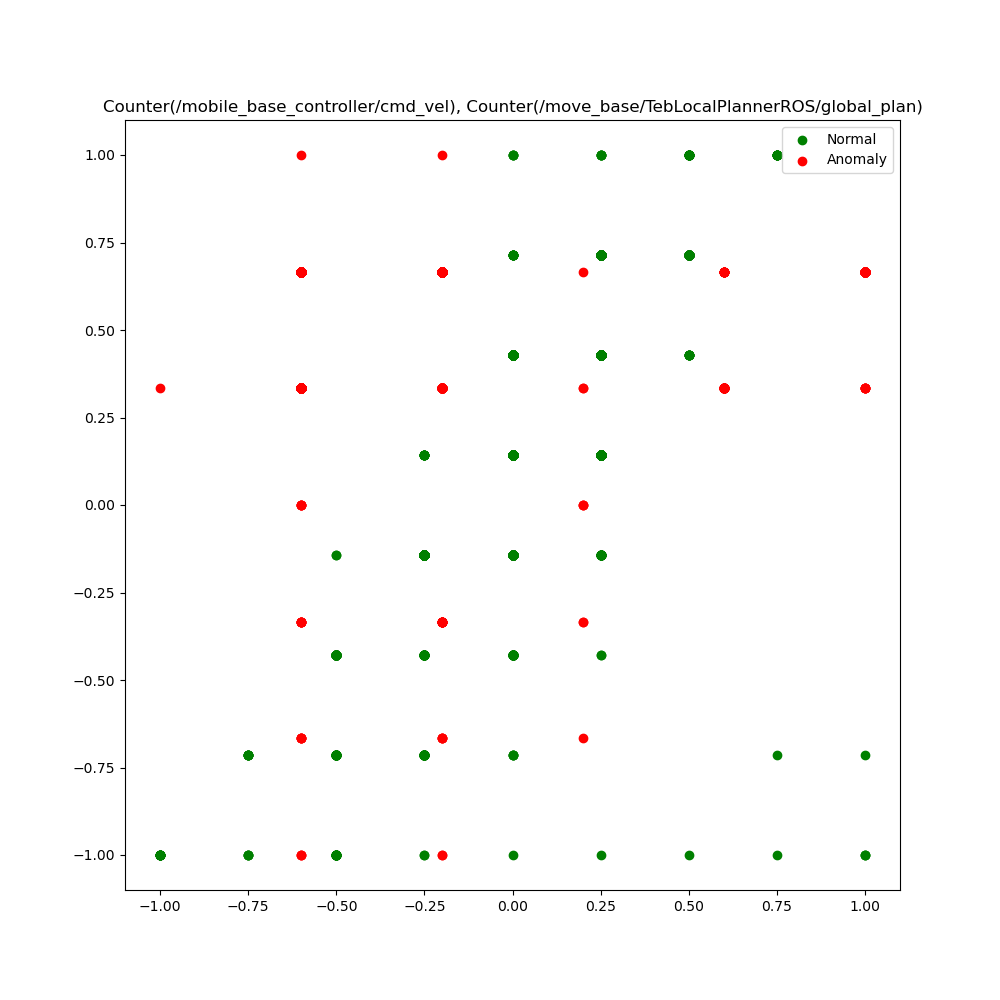 Counter(/mobile_base_controller/cmd_vel), Counter(/move_base/TebLocalPlannerROS/global_plan)
Normal
Anomaly
1.00
0.75
0.50
0.25
0.00
−0.25
−0.50
−0.75
−1.00
−1.00 −0.75 −0.50 −0.25 0.00 0.25 0.50 0.75 1.00